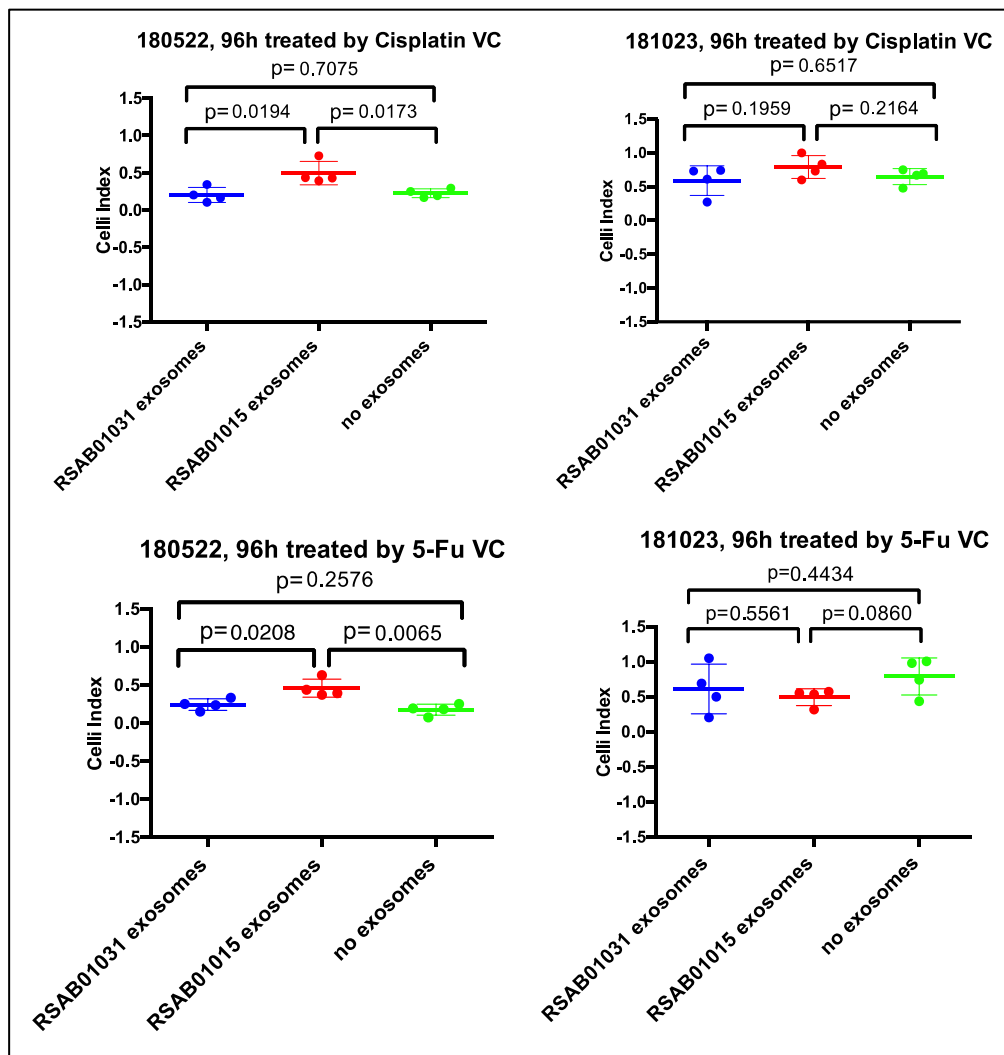 180522, 96h treated by Cisplatin VC
p= 0.7075
p= 0.0194
p= 0.0173
1.5
1.0
0.5
0.0
-0.5
-1.0
-1.5
Celli Index
RSAB01031 exosomes
RSAB01015 exosomes
no exosomes
181023, 96h treated by Cisplatin VC
p= 0.6517
p= 0.1959
p= 0.2164
1.5
1.0
0.5
0.0
-0.5
-1.0
-1.5
Celli Index
RSAB01031 exosomes
RSAB01015 exosomes
no exosomes
180522, 96h treated by 5-Fu VC
p= 0.2576
p= 0.0208
p= 0.0065
1.5
1.0
0.5
0.0
-0.5
-1.0
-1.5
Celli Index
RSAB01031 exosomes
RSAB01015 exosomes
no exosomes
181023, 96h treated by 5-Fu VC
p= 0.4434
p= 0.5561
p= 0.0860
1.5
1.0
0.5
0.0
-0.5
-1.0
-1.5
Celli Index
RSAB01031 exosomes
RSAB01015 exosomes
no exosomes